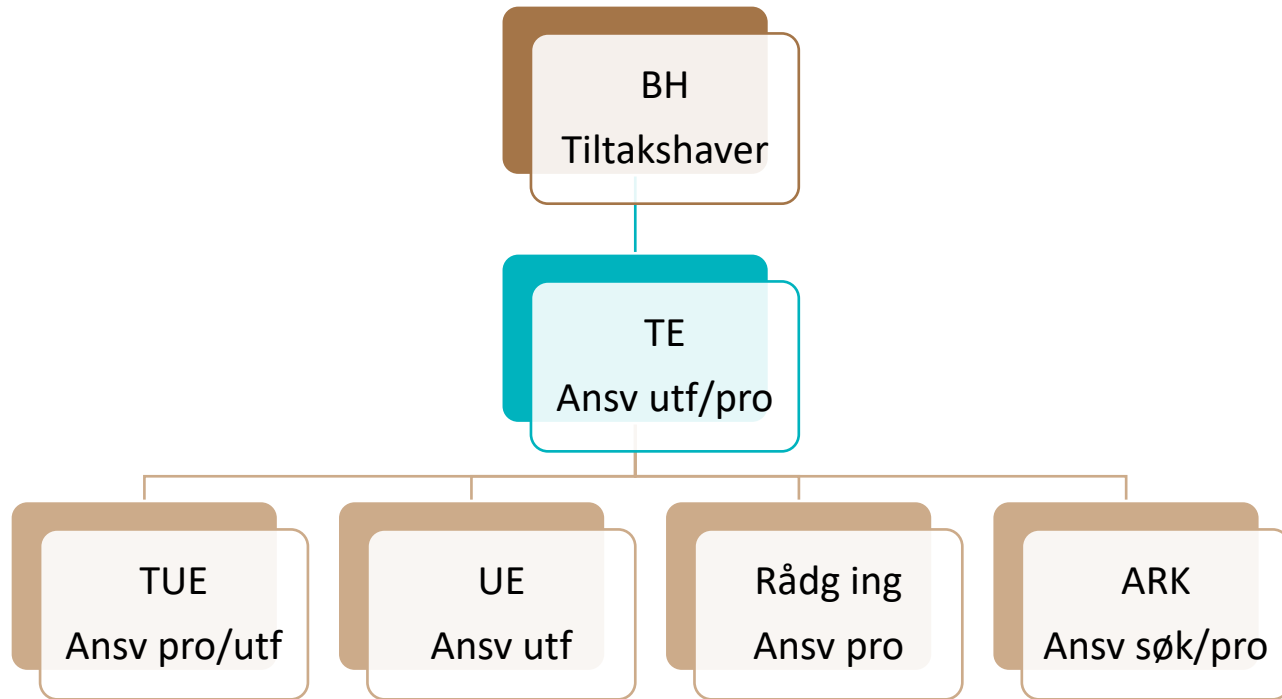 BH
Tiltakshaver
TE
Ansv utf/pro
TUE
Ansv pro/utf
UE
Ansv utf
Rådg ing
Ansv pro
ARK
Ansv søk/pro